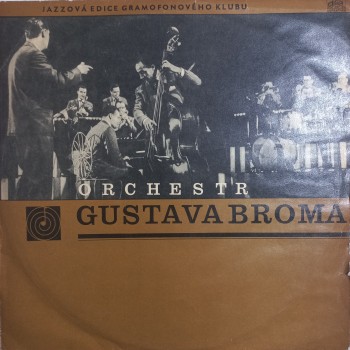 JAZZOVÁ EDICE GRAMOFONOVÉHO KLUBU
ORCHESTR
GUSTAVA BROMA